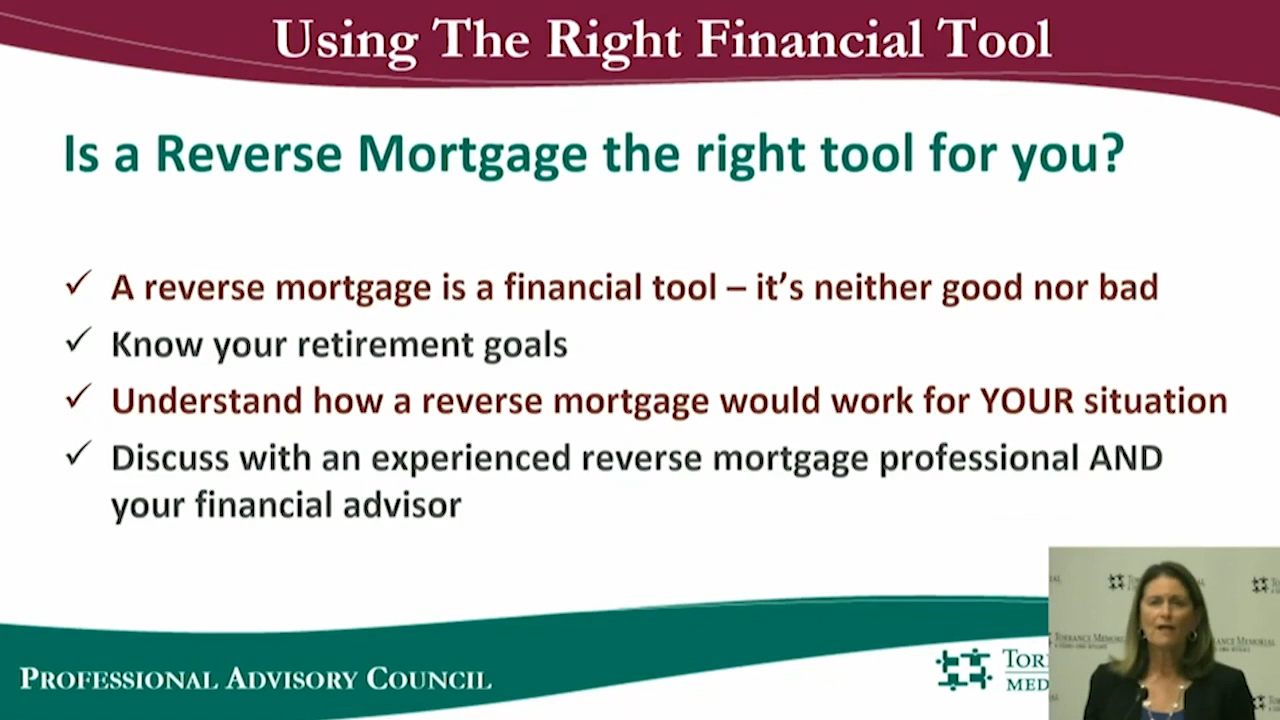 Using The Right Financial Tool
Is a Reverse Mortgage the right tool for you?
✓ A reverse mortgage is a financial tool – it’s neither good nor bad
✓ Know your retirement goals
✓ Understand how a reverse mortgage would work for YOUR situation
✓ Discuss with an experienced reverse mortgage professional AND
your financial advisor
PROFESSIONAL ADVISORY COUNCIL
TORRANCE MEMORIAL